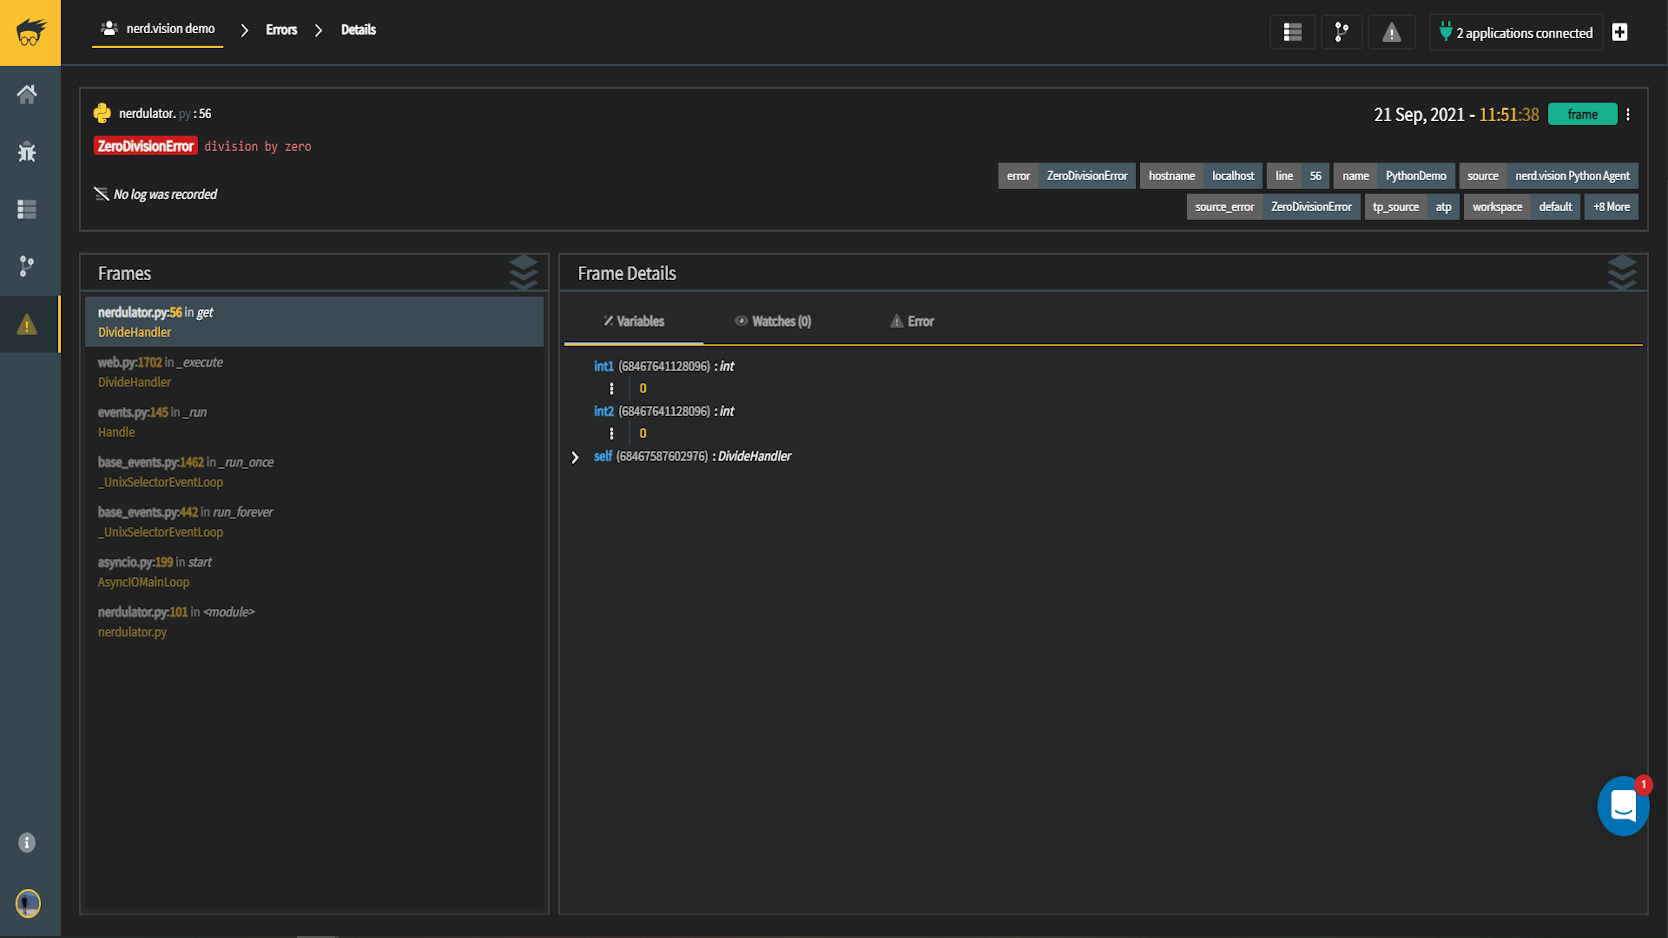 nerd.vision demo
Errors
Details
2 applications connected
nerdulator. py : 56
21 Sep, 2021 - 11:51:38
frame
ZeroDivisionError division by zero
No log was recorded
error ZeroDivisionError
hostname localhost
line 56
name PythonDemo
source nerd.vision Python Agent
source_error ZeroDivisionError
tp_source atp
workspace default
+8 More
Frames
nerdulator.py:56 in get
DivideHandler
web.py:1702 in _execute
DivideHandler
events.py:145 in _run
Handle
base_events.py:1462 in _run_once
_UnixSelectorEventLoop
base_events.py:442 in run_forever
_UnixSelectorEventLoop
asyncio.py:199 in start
AsyncIOMainLoop
nerdulator.py:101 in <module>
nerdulator.py
Frame Details
Variables
Watches (0)
Error
int1 (68467641128096) : int
0
int2 (68467641128096) : int
0
self (68467587602976) : DivideHandler
1